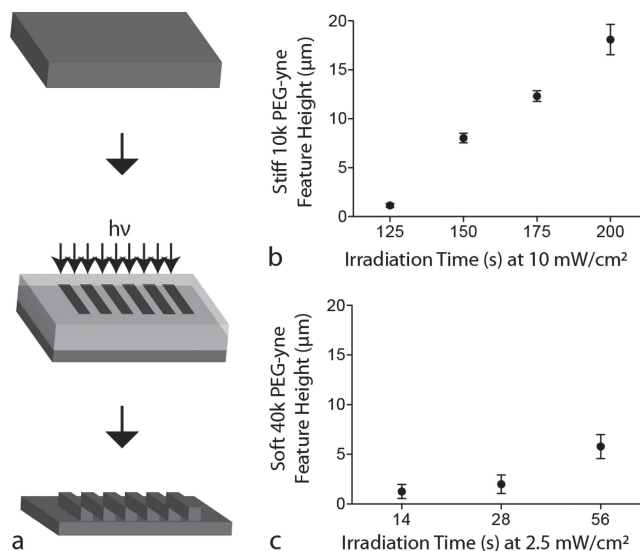 hν
a
Stiff 10k PEG-yne
Feature Height (µm)
20
15
10
5
0
125 150 175 200
b Irradiation Time (s) at 10 mW/cm²
Soft 40k PEG-yne
Feature Height (µm)
20
15
10
5
0
14 28 56
c Irradiation Time (s) at 2.5 mW/cm²